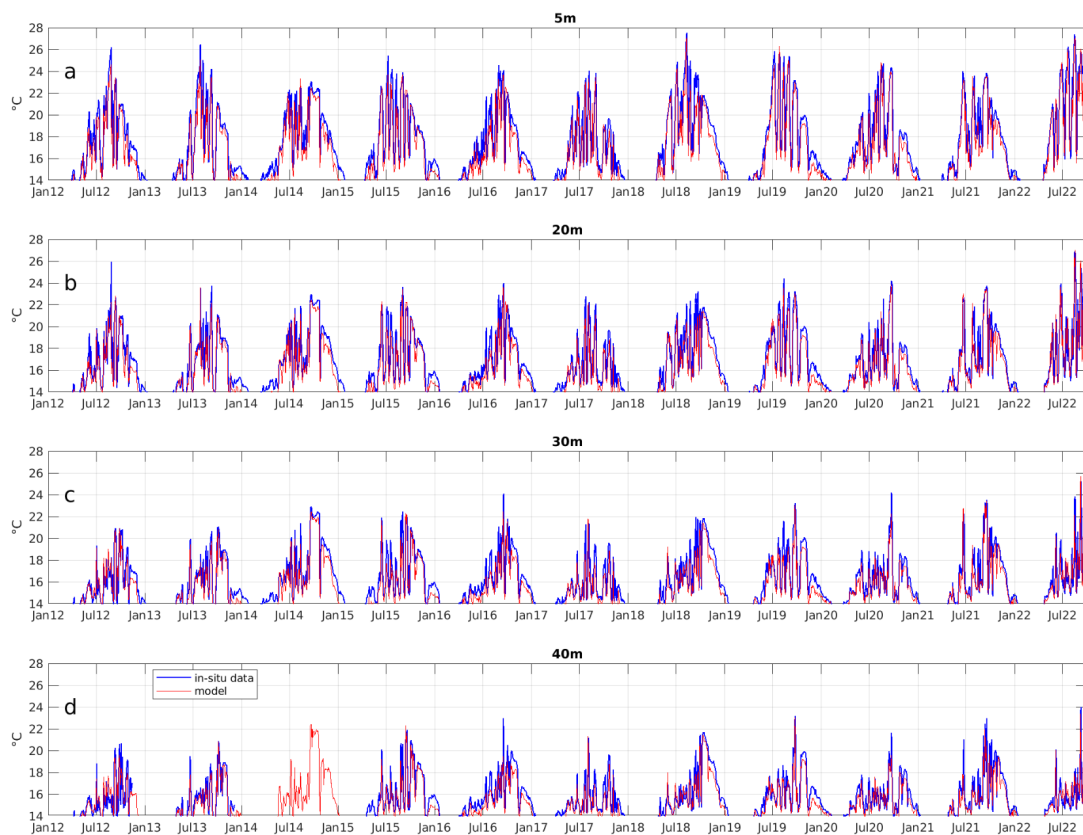 5m
28
26
24
22
20
18
16
14
°C
a
Jan12 Jul12 Jan13 Jul13 Jan14 Jul14 Jan15 Jul15 Jan16 Jul16 Jan17 Jul17 Jan18 Jul18 Jan19 Jul19 Jan20 Jul20 Jan21 Jul21 Jan22 Jul22
20m
28
26
24
22
20
18
16
14
°C
b
Jan12 Jul12 Jan13 Jul13 Jan14 Jul14 Jan15 Jul15 Jan16 Jul16 Jan17 Jul17 Jan18 Jul18 Jan19 Jul19 Jan20 Jul20 Jan21 Jul21 Jan22 Jul22
30m
28
26
24
22
20
18
16
14
°C
c
Jan12 Jul12 Jan13 Jul13 Jan14 Jul14 Jan15 Jul15 Jan16 Jul16 Jan17 Jul17 Jan18 Jul18 Jan19 Jul19 Jan20 Jul20 Jan21 Jul21 Jan22 Jul22
40m
28
26
24
22
20
18
16
14
°C
d
in-situ data
model
Jan12 Jul12 Jan13 Jul13 Jan14 Jul14 Jan15 Jul15 Jan16 Jul16 Jan17 Jul17 Jan18 Jul18 Jan19 Jul19 Jan20 Jul20 Jan21 Jul21 Jan22 Jul22